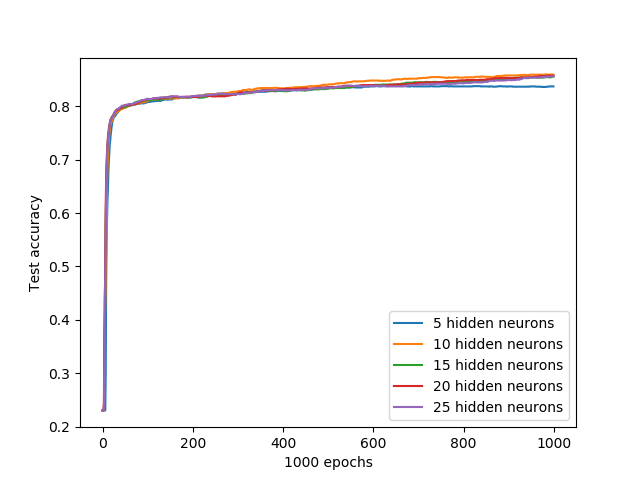 0.8
0.7
0.6
0.5
0.4
0.3
0.2
Test accuracy
0 200 400 600 800 1000
1000 epochs
5 hidden neurons
10 hidden neurons
15 hidden neurons
20 hidden neurons
25 hidden neurons